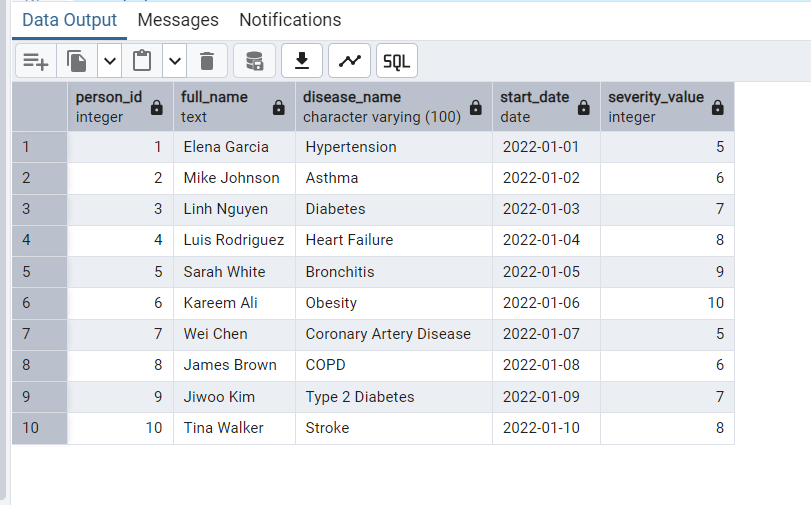 Data Output Messages Notifications
SQL
person_id full_name disease_name start_date severity_value
integer text character varying (100) date integer
1 1 Elena Garcia Hypertension 2022-01-01 5
2 2 Mike Johnson Asthma 2022-01-02 6
3 3 Linh Nguyen Diabetes 2022-01-03 7
4 4 Luis Rodriguez Heart Failure 2022-01-04 8
5 5 Sarah White Bronchitis 2022-01-05 9
6 6 Kareem Ali Obesity 2022-01-06 10
7 7 Wei Chen Coronary Artery Disease 2022-01-07 5
8 8 James Brown COPD 2022-01-08 6
9 9 Jiwoo Kim Type 2 Diabetes 2022-01-09 7
10 10 Tina Walker Stroke 2022-01-10 8